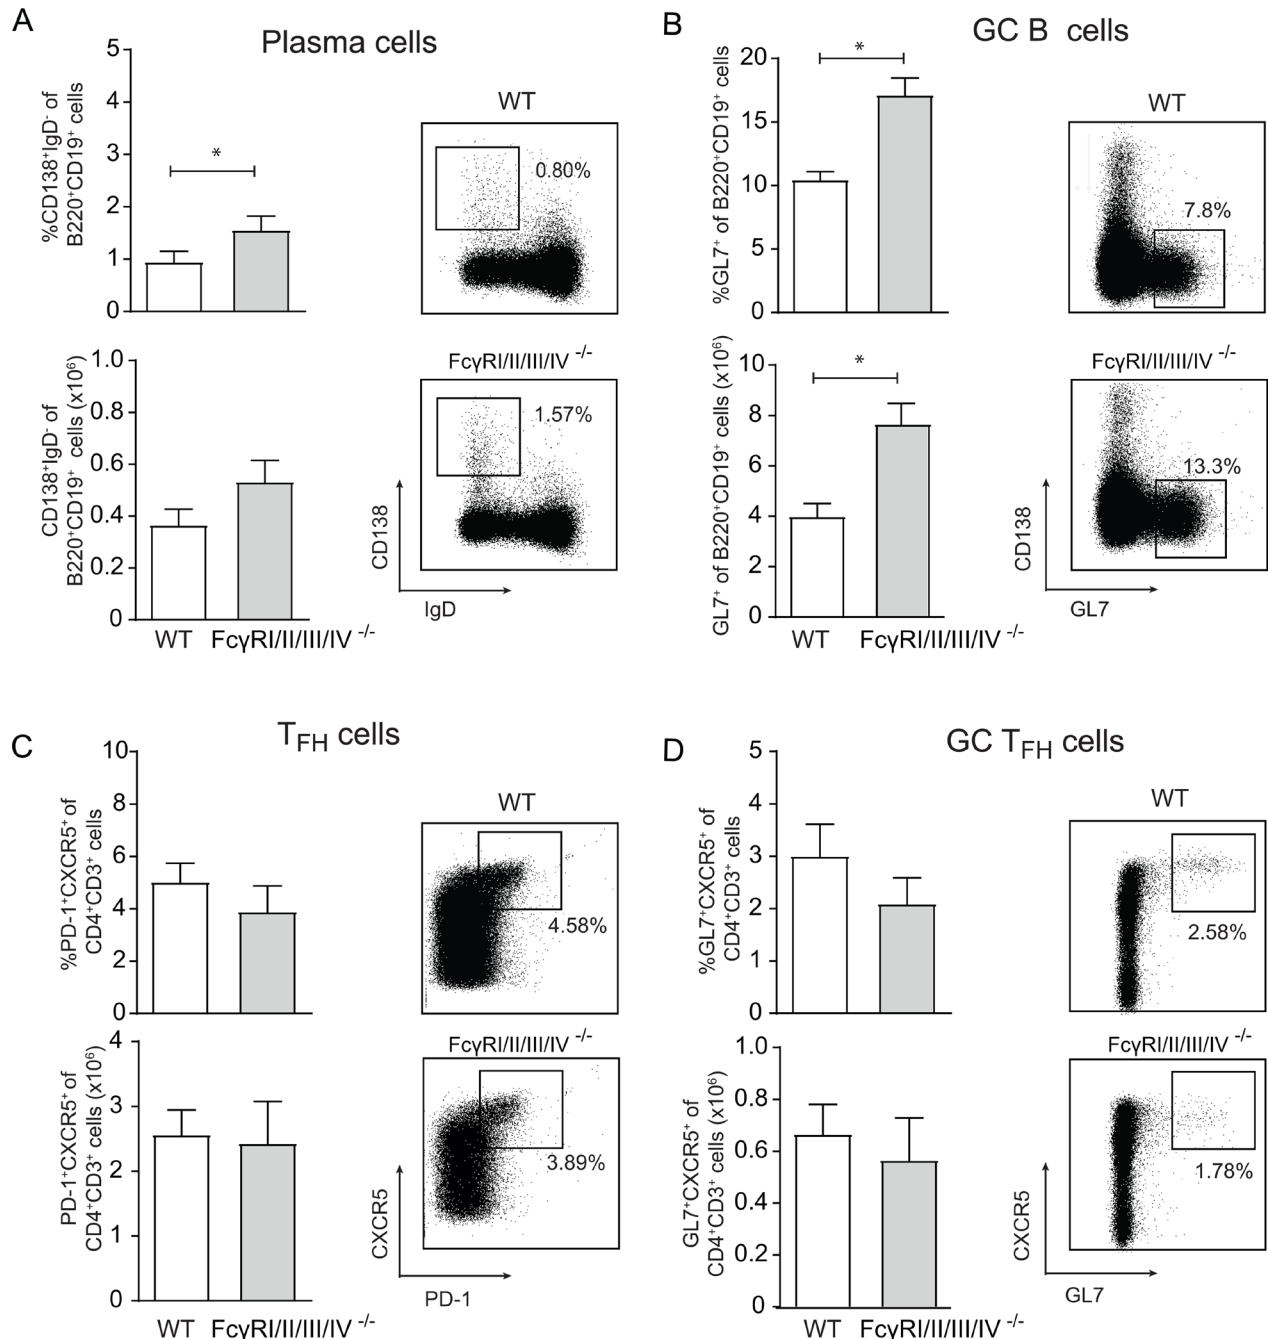 A
Plasma cells
%CD138⁺IgD⁻ of
B220⁺CD19⁺ cells
5
4
3
2
1
0
*
WT
0.80%
CD138⁺IgD⁻ of
B220⁺CD19⁺ cells (x10⁶)
1.0
0.8
0.6
0.4
0.2
0
WT FcγRI/II/III/IV -/-
FcγRI/II/III/IV -/-
1.57%
CD138
IgD
B
GC B cells
%GL7⁺ of B220⁺CD19⁺ cells
20
15
10
5
0
*
WT
7.8%
GL7⁺ of B220⁺CD19⁺ cells (x10⁶)
10
8
6
4
2
0
*
WT FcγRI/II/III/IV -/-
FcγRI/II/III/IV -/-
13.3%
CD138
GL7
C
TFH cells
%PD-1⁺CXCR5⁺ of
CD4⁺CD3⁺ cells
10
8
6
4
2
0
WT
4.58%
PD-1⁺CXCR5⁺ of
CD4⁺CD3⁺ cells (x10⁶)
4
3
2
1
0
WT FcγRI/II/III/IV -/-
FcγRI/II/III/IV -/-
3.89%
CXCR5
PD-1
D
GC TFH cells
%GL7⁺CXCR5⁺ of
CD4⁺CD3⁺ cells
5
4
3
2
1
0
WT
2.58%
GL7⁺CXCR5⁺ of
CD4⁺CD3⁺ cells (x10⁶)
1.0
0.8
0.6
0.4
0.2
0
WT FcγRI/II/III/IV -/-
FcγRI/II/III/IV -/-
1.78%
CXCR5
GL7